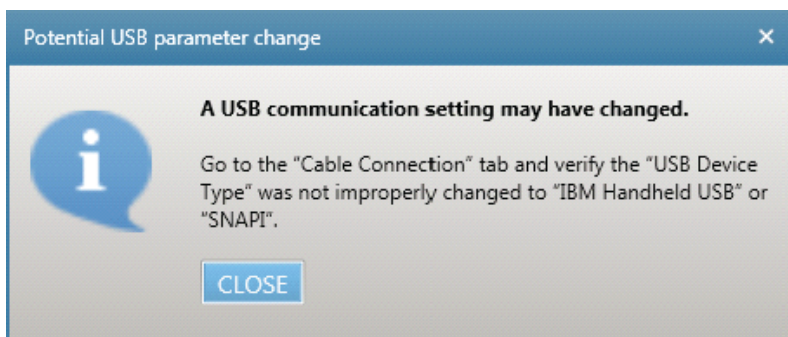 Potential USB parameter change
A USB communication setting may have changed.
Go to the “Cable Connection” tab and verify the “USB Device
Type” was not improperly changed to “IBM Handheld USB” or
“SNAPI”.
CLOSE